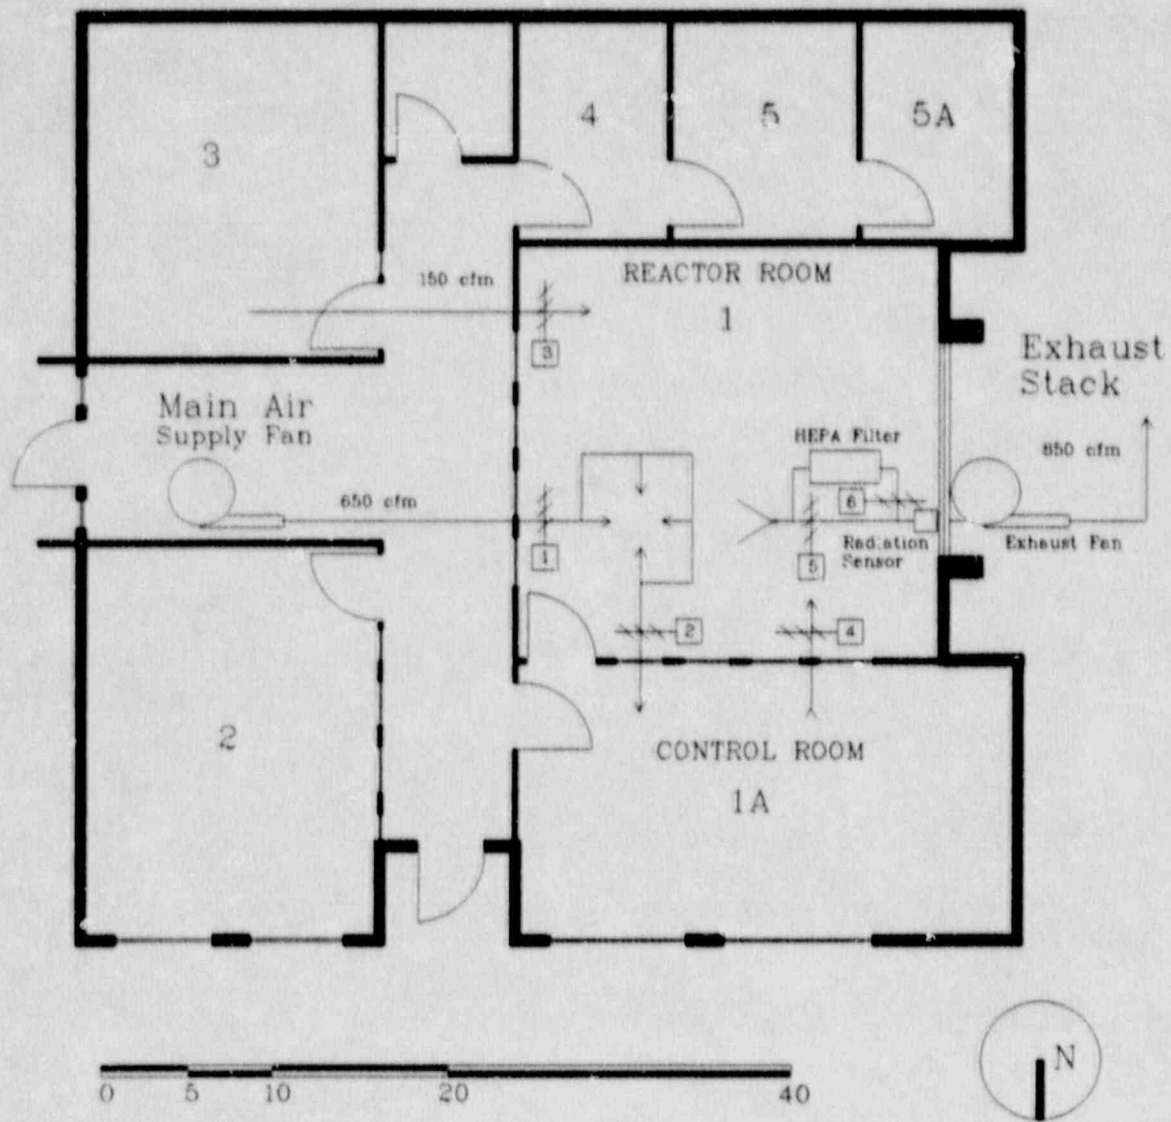 3
4
5
5A
150 cfm
REACTOR ROOM
1
3
Exhaust
Stack
Main Air
Supply Fan
HEPA Filter
850 cfm
650 cfm
6
1
5
Radiation
Sensor
Exhaust Fan
2
4
2
CONTROL ROOM
1A
N
0 5 10 20 40